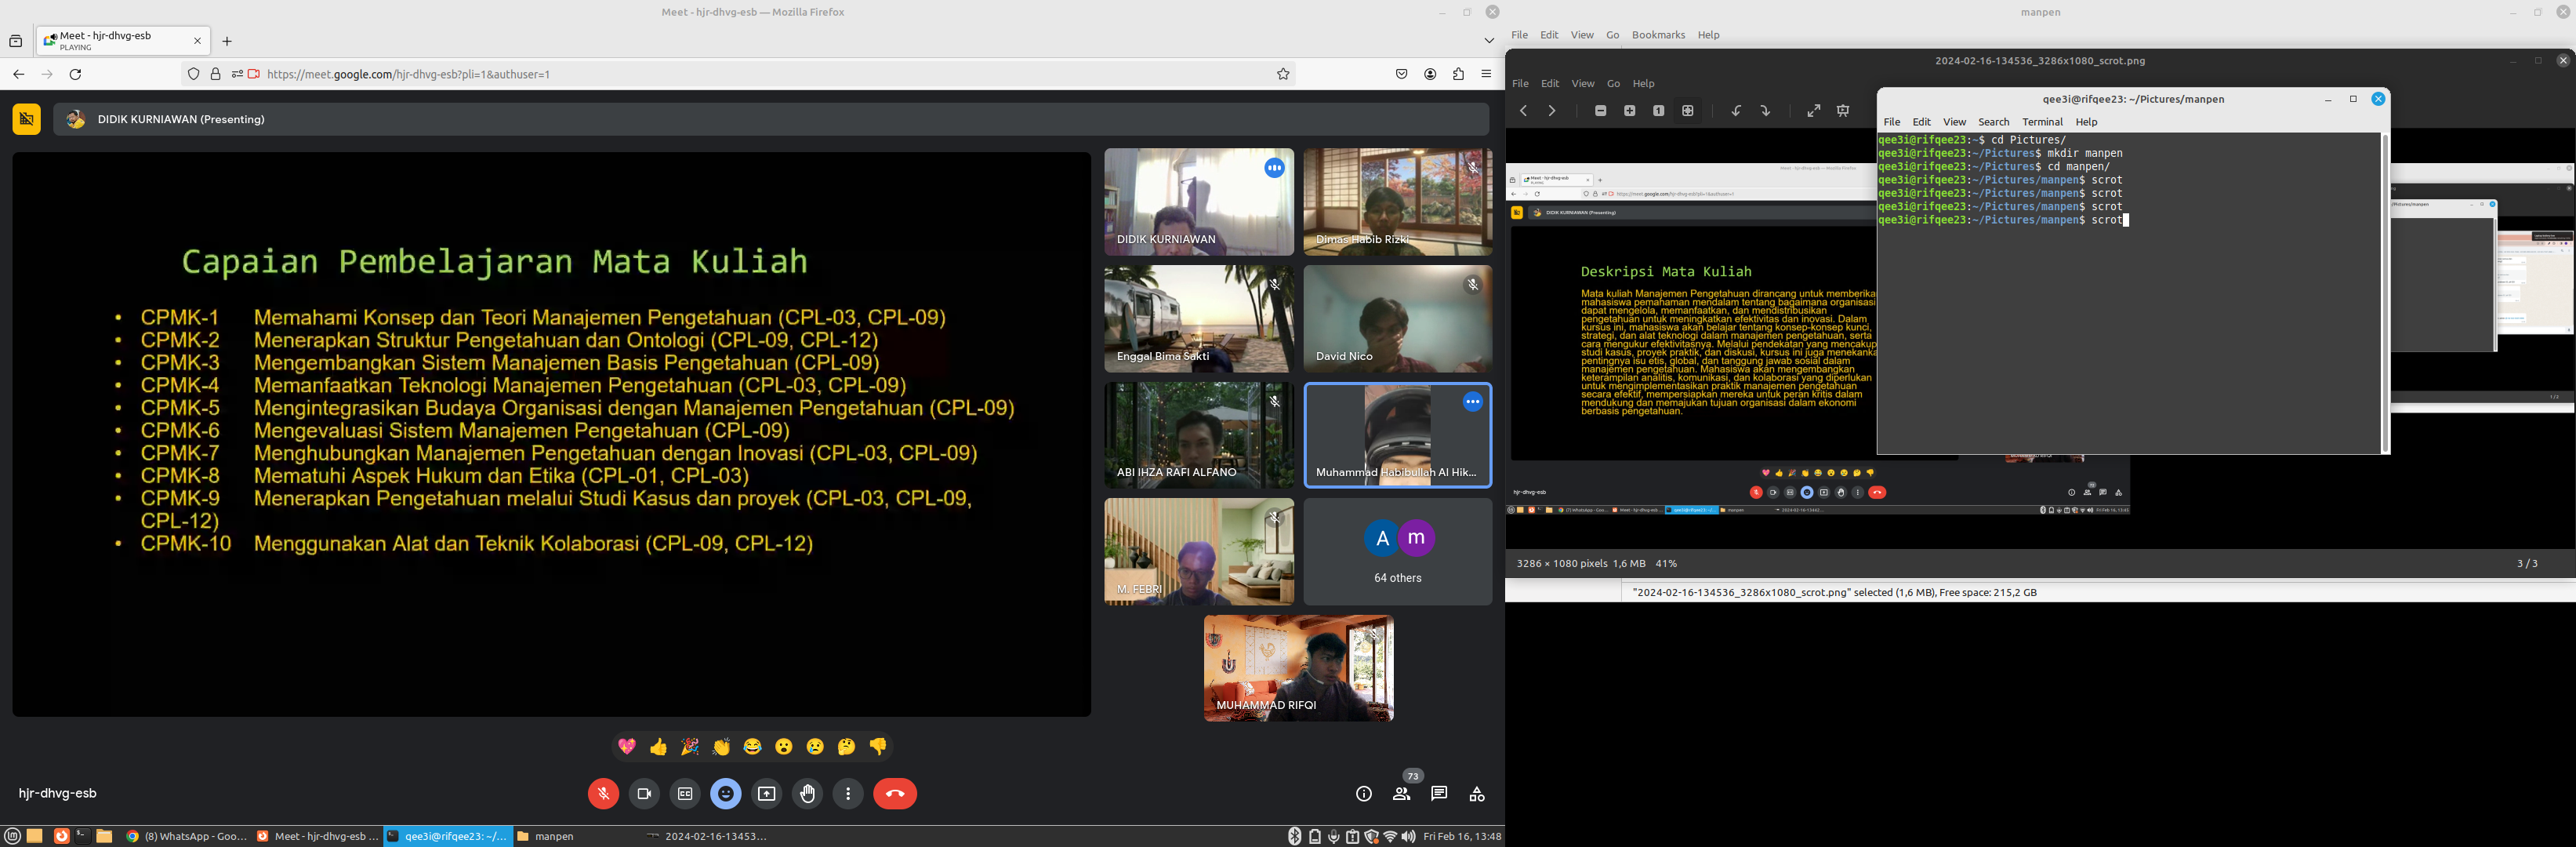 Meet - hjr-dhvg-esb — Mozilla Firefox
Meet - hjr-dhvg-esb
PLAYING
https://meet.google.com/hjr-dhvg-esb?pli=1&authuser=1
DIDIK KURNIAWAN (Presenting)
Capaian Pembelajaran Mata Kuliah
• CPMK-1 Memahami Konsep dan Teori Manajemen Pengetahuan (CPL-03, CPL-09)
• CPMK-2 Menerapkan Struktur Pengetahuan dan Ontologi (CPL-09, CPL-12)
• CPMK-3 Mengembangkan Sistem Manajemen Basis Pengetahuan (CPL-09)
• CPMK-4 Memanfaatkan Teknologi Manajemen Pengetahuan (CPL-03, CPL-09)
• CPMK-5 Mengintegrasikan Budaya Organisasi dengan Manajemen Pengetahuan (CPL-09)
• CPMK-6 Mengevaluasi Sistem Manajemen Pengetahuan (CPL-09)
• CPMK-7 Menghubungkan Manajemen Pengetahuan dengan Inovasi (CPL-03, CPL-09)
• CPMK-8 Mematuhi Aspek Hukum dan Etika (CPL-01, CPL-03)
• CPMK-9 Menerapkan Pengetahuan melalui Studi Kasus dan proyek (CPL-03, CPL-09,
CPL-12)
• CPMK-10 Menggunakan Alat dan Teknik Kolaborasi (CPL-09, CPL-12)
DIDIK KURNIAWAN
Dimas Habib Rizki
Enggal Bima Sakti
David Nico
ABI IHZA RAFI ALFANO
Muhammad Habibullah Al Hik...
M. FEBRI
A m
64 others
MUHAMMAD RIFQI
hjr-dhvg-esb
73
(8) WhatsApp - Goo...
Meet - hjr-dhvg-esb ...
qee3i@rifqee23: ~/...
manpen
2024-02-16-13453...
Fri Feb 16, 13:48
manpen
File Edit View Go Bookmarks Help
2024-02-16-134536_3286x1080_scrot.png
File Edit View Go Help
qee3i@rifqee23: ~/Pictures/manpen
File Edit View Search Terminal Help
qee3i@rifqee23:~$ cd Pictures/
qee3i@rifqee23:~/Pictures$ mkdir manpen
qee3i@rifqee23:~/Pictures$ cd manpen/
qee3i@rifqee23:~/Pictures/manpen$ scrot
qee3i@rifqee23:~/Pictures/manpen$ scrot
qee3i@rifqee23:~/Pictures/manpen$ scrot
qee3i@rifqee23:~/Pictures/manpen$ scrot
DIDIK KURNIAWAN (Presenting)
Deskripsi Mata Kuliah
Mata kuliah Manajemen Pengetahuan dirancang untuk memberika
mahasiswa pemahaman mendalam tentang bagaimana organisasi
dapat mengelola, memanfaatkan, dan mendistribusikan
pengetahuan untuk meningkatkan efektivitas dan inovasi. Dalam
kursus ini, mahasiswa akan belajar tentang konsep-konsep kunci,
strategi, dan alat teknologi dalam manajemen pengetahuan, serta
cara mengukur efektivitasnya. Melalui pendekatan yang mencakup
studi kasus, proyek praktik, dan diskusi, kursus ini juga menekanka
pentingnya isu etis, global, dan tanggung jawab sosial dalam
manajemen pengetahuan. Mahasiswa akan mengembangkan
keterampilan analitis, komunikasi, dan kolaborasi yang diperlukan
untuk mengimplementasikan praktik manajemen pengetahuan
secara efektif, mempersiapkan mereka untuk peran kritis dalam
mendukung dan memajukan tujuan organisasi dalam ekonomi
berbasis pengetahuan.
hjr-dhvg-esb
3286 × 1080 pixels 1,6 MB 41%
3 / 3
"2024-02-16-134536_3286x1080_scrot.png" selected (1,6 MB), Free space: 215,2 GB